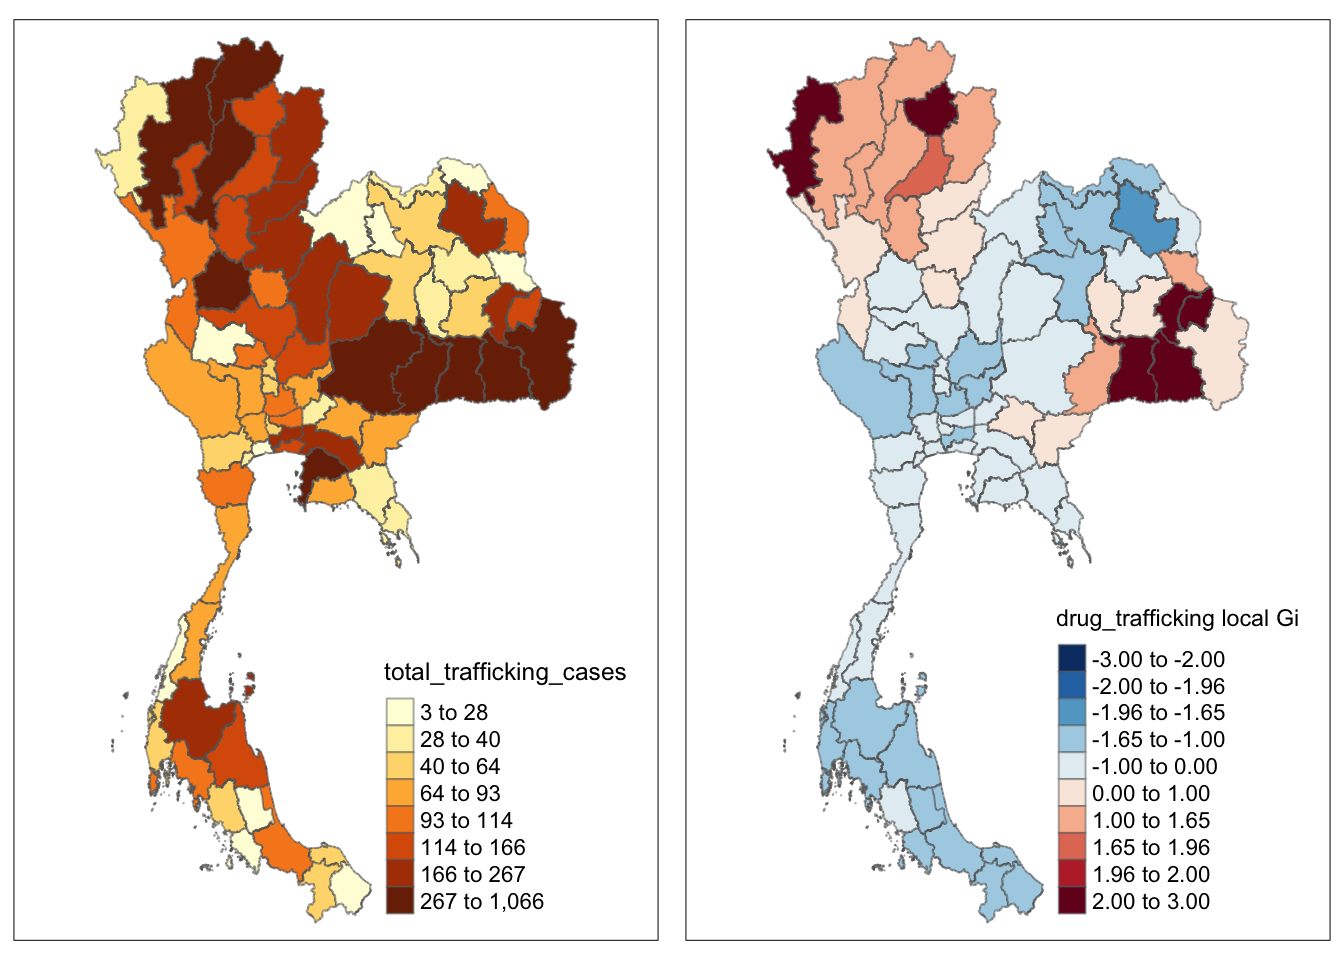 total_trafficking_cases
3 to 28
28 to 40
40 to 64
64 to 93
93 to 114
114 to 166
166 to 267
267 to 1,066
drug_trafficking local Gi
-3.00 to -2.00
-2.00 to -1.96
-1.96 to -1.65
-1.65 to -1.00
-1.00 to 0.00
0.00 to 1.00
1.00 to 1.65
1.65 to 1.96
1.96 to 2.00
2.00 to 3.00